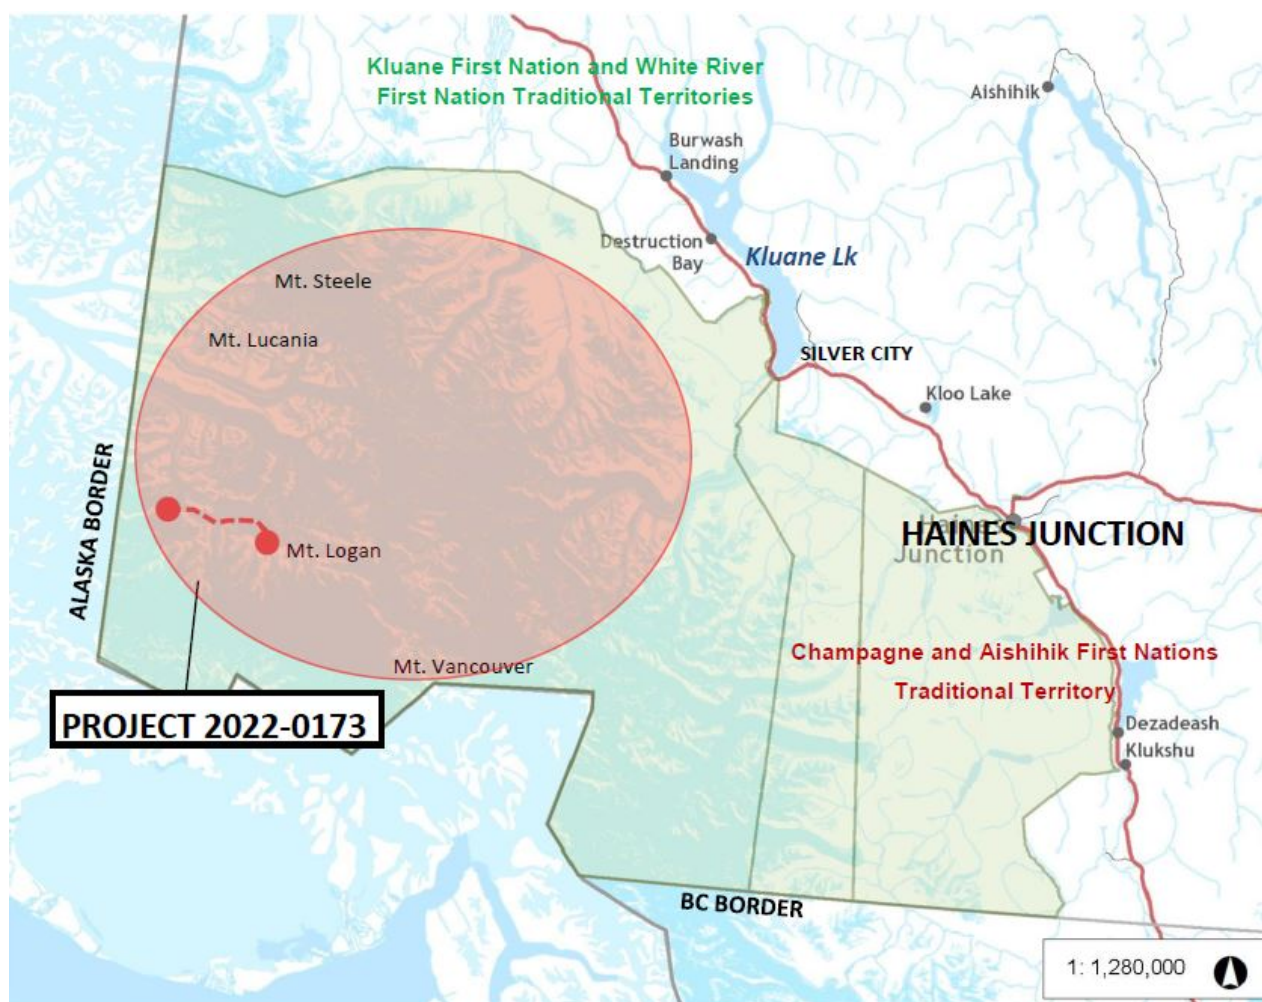 Kluane First Nation and White River
First Nation Traditional Territories
Aishihik
Burwash
Landing
Destruction
Bay
Kluane Lk
Mt. Steele
Mt. Lucania
SILVER CITY
Kloo Lake
ALASKA BORDER
Mt. Logan
HAINES JUNCTION
Junction
Champagne and Aishihik First Nations
Traditional Territory
Mt. Vancouver
PROJECT 2022-0173
Dezadeash
Klukshu
BC BORDER
1: 1,280,000